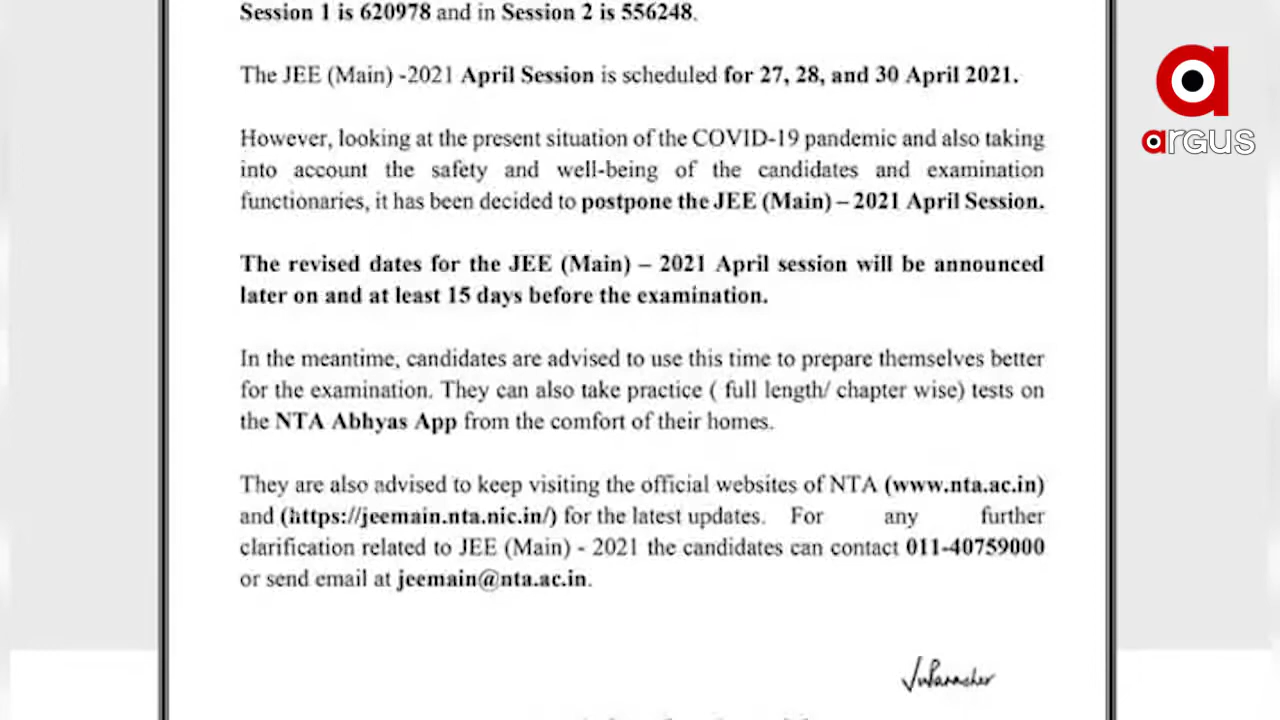 Session 1 is 620978 and in Session 2 is 556248.
The JEE (Main) -2021 April Session is scheduled for 27, 28, and 30 April 2021.
However, looking at the present situation of the COVID-19 pandemic and also taking
into account the safety and well-being of the candidates and examination
functionaries, it has been decided to postpone the JEE (Main) – 2021 April Session.
The revised dates for the JEE (Main) – 2021 April session will be announced
later on and at least 15 days before the examination.
In the meantime, candidates are advised to use this time to prepare themselves better
for the examination. They can also take practice ( full length/ chapter wise) tests on
the NTA Abhyas App from the comfort of their homes.
They are also advised to keep visiting the official websites of NTA (www.nta.ac.in)
and (https://jeemain.nta.nic.in/) for the latest updates. For any further
clarification related to JEE (Main) - 2021 the candidates can contact 011-40759000
or send email at jeemain@nta.ac.in.
argus